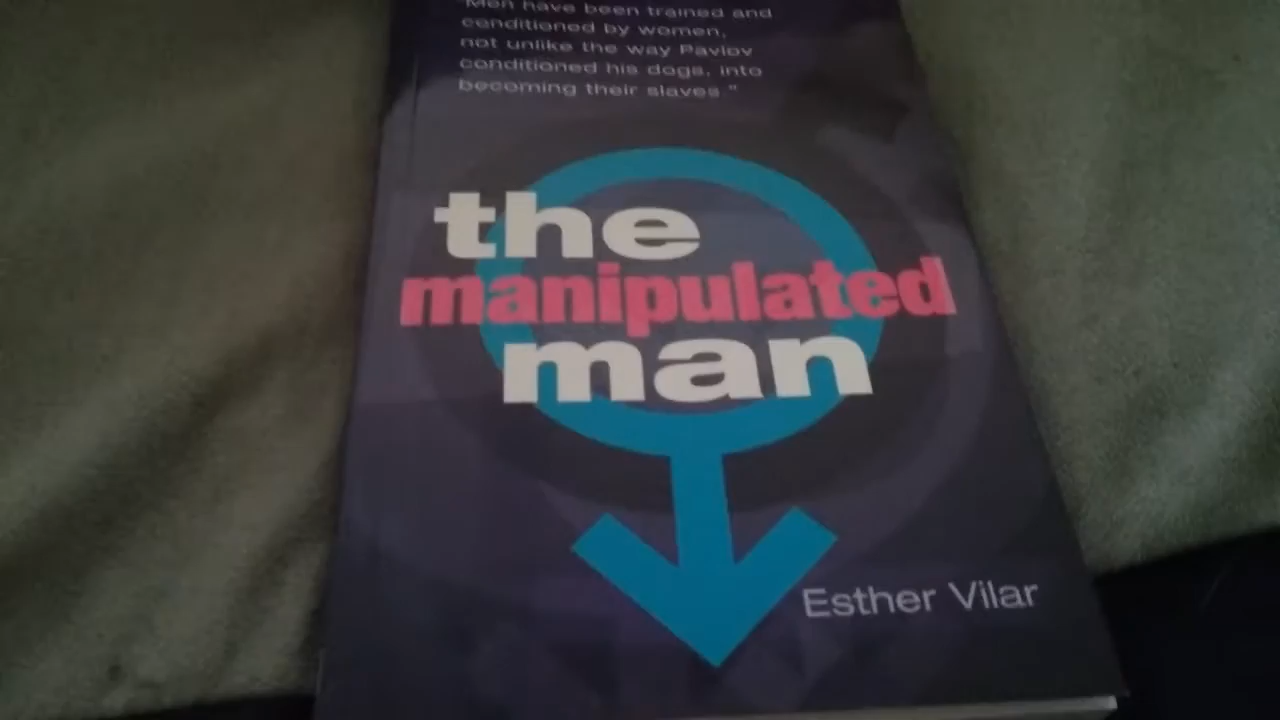 "Men have been trained and
conditioned by women,
not unlike the way Pavlov
conditioned his dogs, into
becoming their slaves."
the
manipulated
man
Esther Vilar